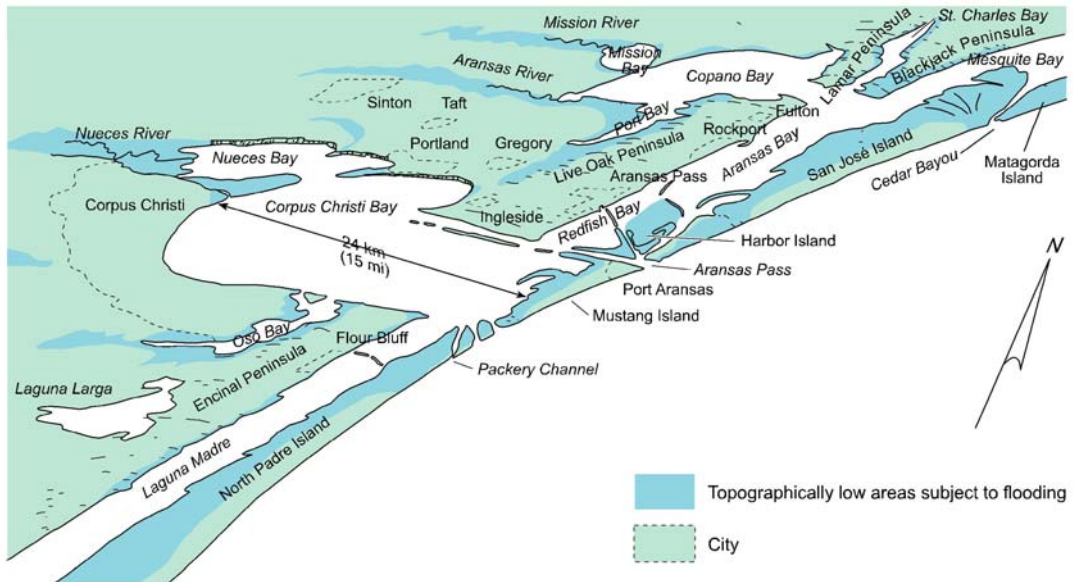 Mission River
St. Charles Bay
Lamar Peninsula
Blackjack Peninsula
Mission
Bay
Mesquite Bay
Aransas River
Copano Bay
Sinton
Taft
Port Bay
Fulton
Nueces River
Portland
Gregory
Rockport
Nueces Bay
Live Oak Peninsula
Aransas Bay
San José Island
Cedar Bayou
Matagorda
Island
Aransas Pass
Corpus Christi
Corpus Christi Bay
Ingleside
Redfish Bay
Harbor Island
24 km
(15 mi)
Aransas Pass
N
Port Aransas
Mustang Island
Oso Bay
Flour Bluff
Packery Channel
Encinal Peninsula
Laguna Larga
Laguna Madre
North Padre Island
Topographically low areas subject to flooding
City